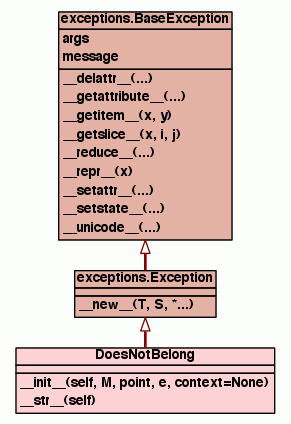 exceptions.BaseException
args
message
__delattr__(...)
__getattribute__(...)
__getitem__(x, y)
__getslice__(x, i, j)
__reduce__(...)
__repr__(x)
__setattr__(...)
__setstate__(...)
__unicode__(...)
exceptions.Exception
__new__(T, S, *...)
DoesNotBelong
__init__(self, M, point, e, context=None)
__str__(self)